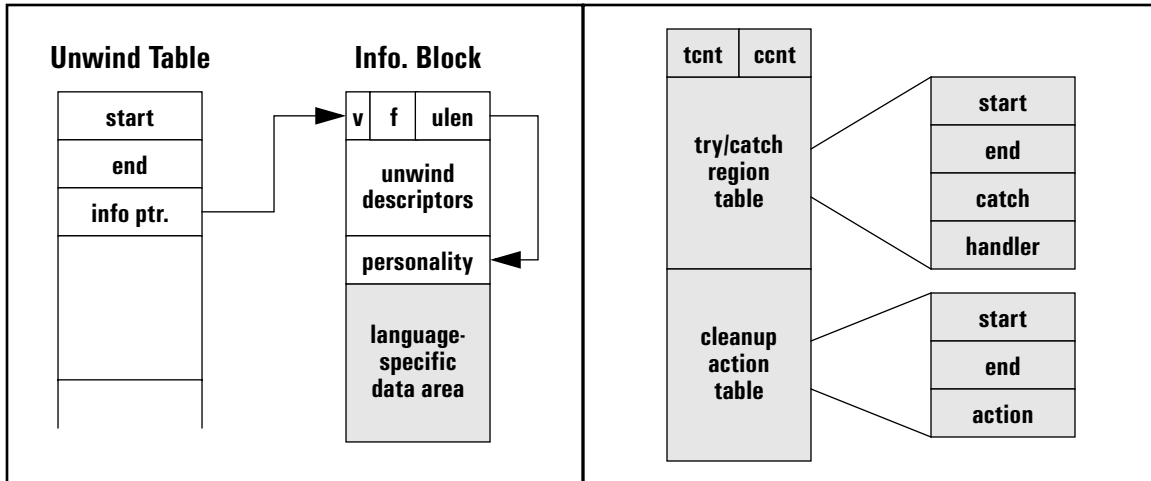 Unwind Table
start
end
info ptr.
Info. Block
v f ulen
unwind
descriptors
personality
language-
specific
data area
tcnt ccnt
try/catch
region
table
cleanup
action
table
start
end
catch
handler
start
end
action